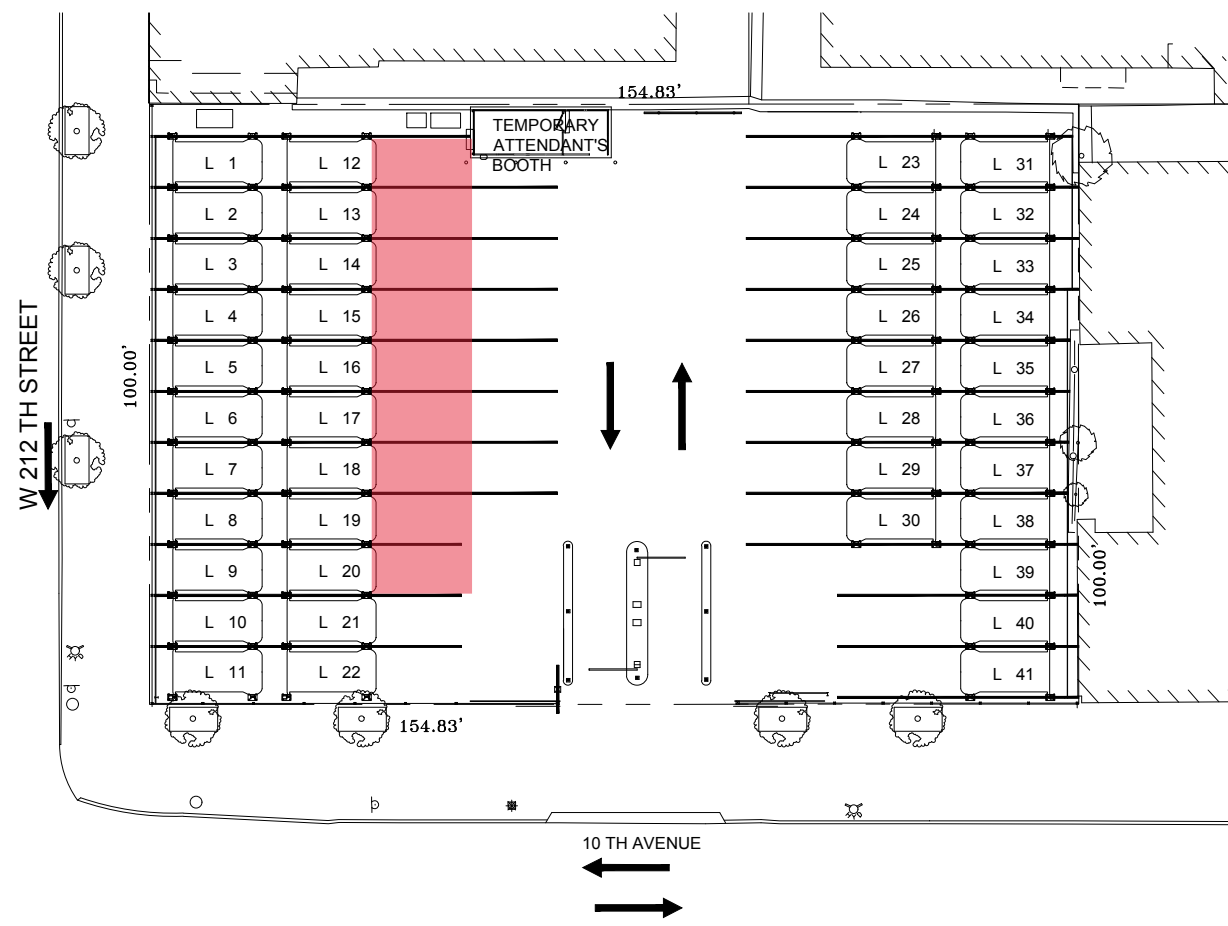 154.83'
TEMPORARY
ATTENDANT'S
BOOTH
L 1
L 12
L 23
L 31
L 2
L 13
L 24
L 32
L 3
L 14
L 25
L 33
L 4
L 15
L 26
L 34
L 5
L 16
L 27
L 35
L 6
L 17
L 28
L 36
L 7
L 18
L 29
L 37
L 8
L 19
L 30
L 38
L 9
L 20
L 39
L 10
L 21
L 40
L 11
L 22
L 41
W 212 TH STREET
100.00'
100.00'
154.83'
10 TH AVENUE